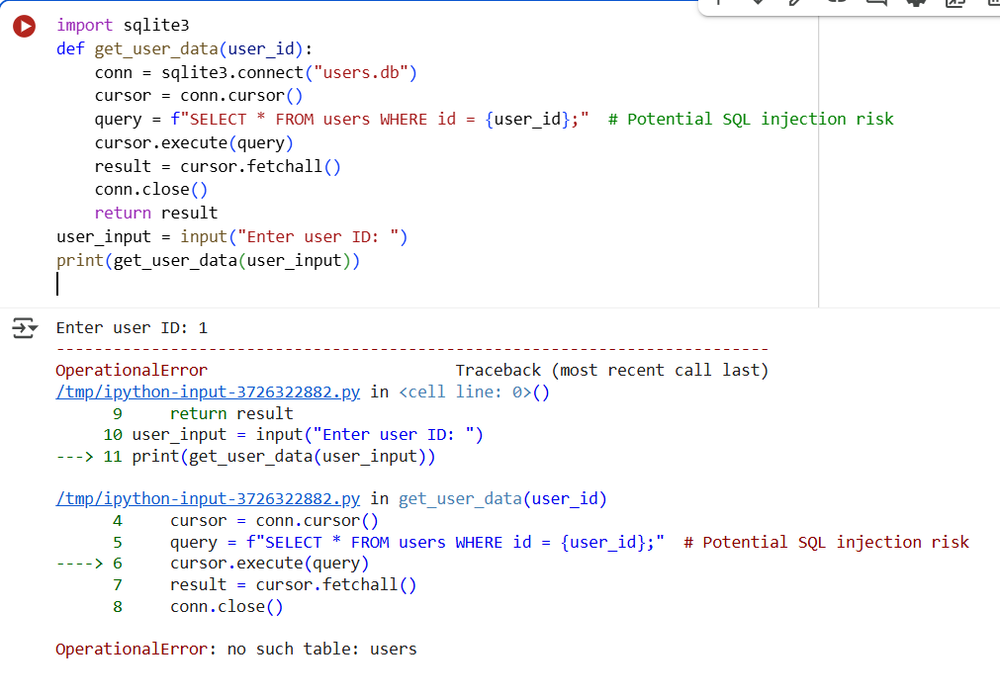 import sqlite3
def get_user_data(user_id):
    conn = sqlite3.connect("users.db")
    cursor = conn.cursor()
    query = f"SELECT * FROM users WHERE id = {user_id};"  # Potential SQL injection risk
    cursor.execute(query)
    result = cursor.fetchall()
    conn.close()
    return result
user_input = input("Enter user ID: ")
print(get_user_data(user_input))
Enter user ID: 1
---------------------------------------------------------------------------
OperationalError                          Traceback (most recent call last)
/tmp/ipython-input-3726322882.py in <cell line: 0>()
      9     return result
     10 user_input = input("Enter user ID: ")
---> 11 print(get_user_data(user_input))

/tmp/ipython-input-3726322882.py in get_user_data(user_id)
      4     cursor = conn.cursor()
      5     query = f"SELECT * FROM users WHERE id = {user_id};"  # Potential SQL injection risk
----> 6     cursor.execute(query)
      7     result = cursor.fetchall()
      8     conn.close()

OperationalError: no such table: users